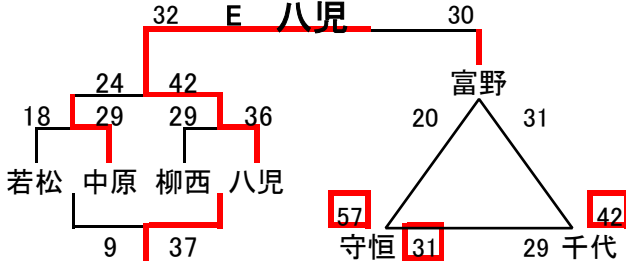 32 E 八児 30
24 42 富野
18 29 29 36 20 31
若松 中原 柳西 八児
57 42
守恒 31 29 千代
9 37